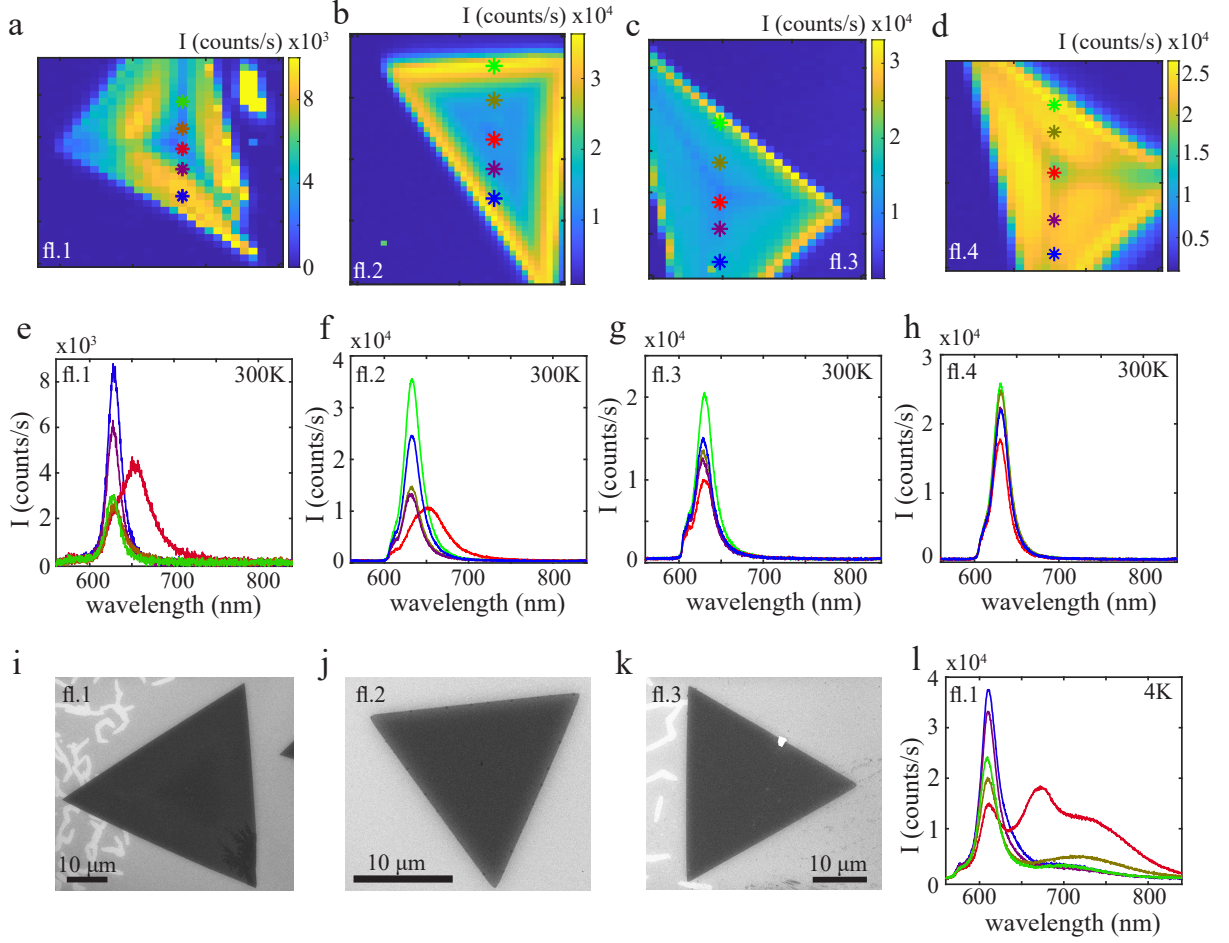 a
I (counts/s) x10³
8
4
0
fl.1
b
I (counts/s) x10⁴
3
2
1
fl.2
c
I (counts/s) x10⁴
3
2
1
fl.3
d
I (counts/s) x10⁴
2.5
2
1.5
1
0.5
fl.4
e
x10³
fl.1
300K
8
6
4
2
0
I (counts/s)
600
700
800
wavelength (nm)
f
x10⁴
fl.2
300K
4
3
2
1
0
I (counts/s)
600
700
800
wavelength (nm)
g
x10⁴
fl.3
300K
2
1
0
I (counts/s)
600
700
800
wavelength (nm)
h
x10⁴
fl.4
300K
3
2
1
0
I (counts/s)
600
700
800
wavelength (nm)
i
fl.1
10 μm
j
fl.2
10 μm
k
fl.3
10 μm
l
x10⁴
fl.1
4K
4
3
2
1
0
I (counts/s)
600
700
800
wavelength (nm)